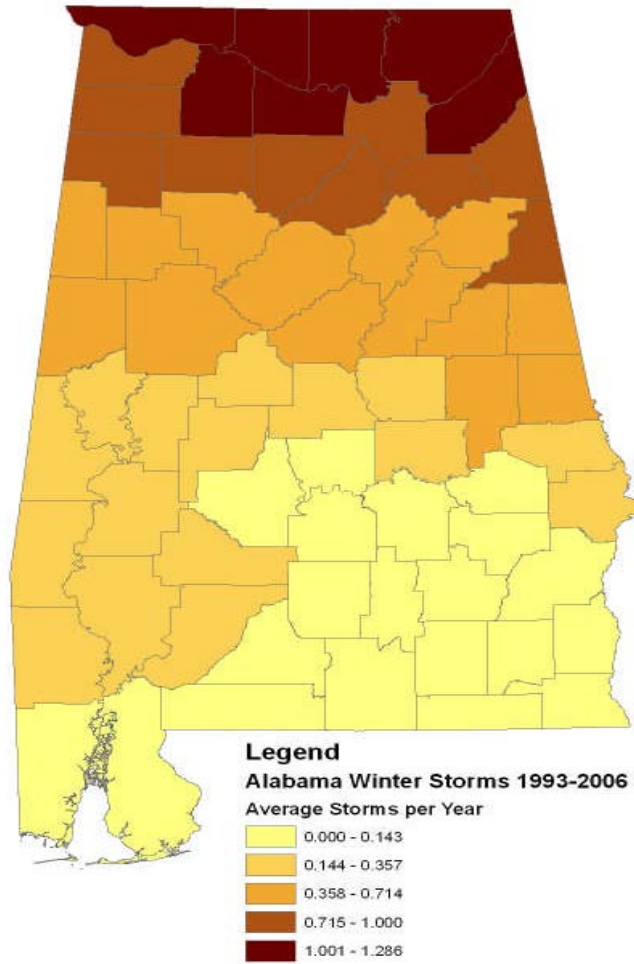 Legend
Alabama Winter Storms 1993-2006
Average Storms per Year
0.000 - 0.143
0.144 - 0.357
0.358 - 0.714
0.715 - 1.000
1.001 - 1.286